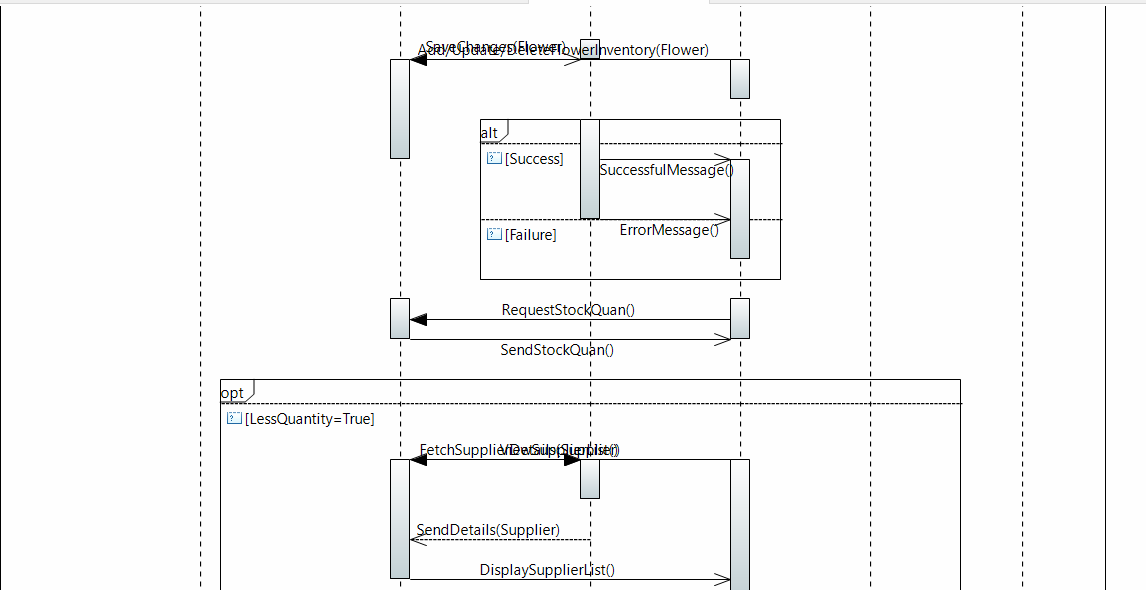 SaveChanges(Flower)
Add/Update/DeleteFlowerInventory(Flower)
alt
[Success]
SuccessfulMessage()
ErrorMessage()
[Failure]
RequestStockQuan()
SendStockQuan()
opt
[LessQuantity=True]
FetchSupplierDetails(Supplier)
ViewSupplierList()
SendDetails(Supplier)
DisplaySupplierList()